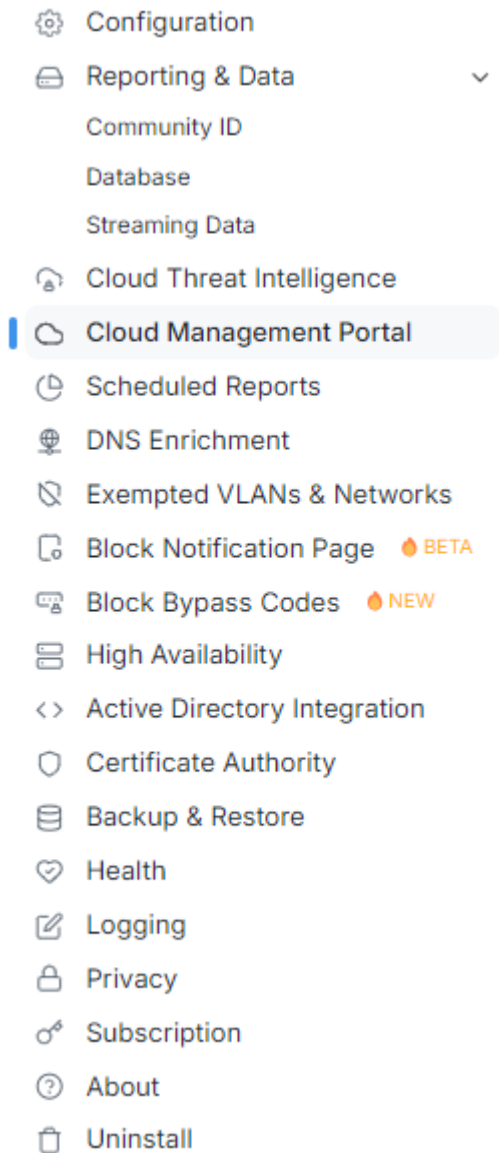 Configuration
Reporting & Data
Community ID
Database
Streaming Data
Cloud Threat Intelligence
Cloud Management Portal
Scheduled Reports
DNS Enrichment
Exempted VLANs & Networks
Block Notification Page BETA
Block Bypass Codes NEW
High Availability
Active Directory Integration
Certificate Authority
Backup & Restore
Health
Logging
Privacy
Subscription
About
Uninstall